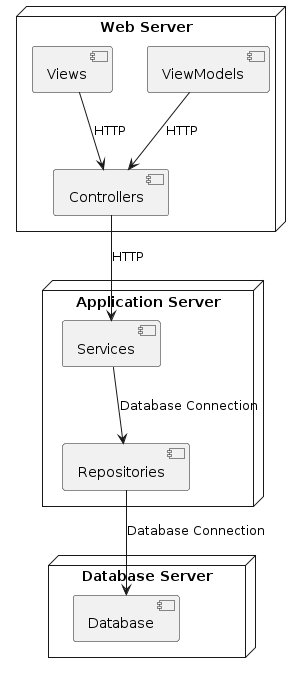 Web Server
Views
ViewModels
HTTP
HTTP
Controllers
HTTP
Application Server
Services
Database Connection
Repositories
Database Connection
Database Server
Database